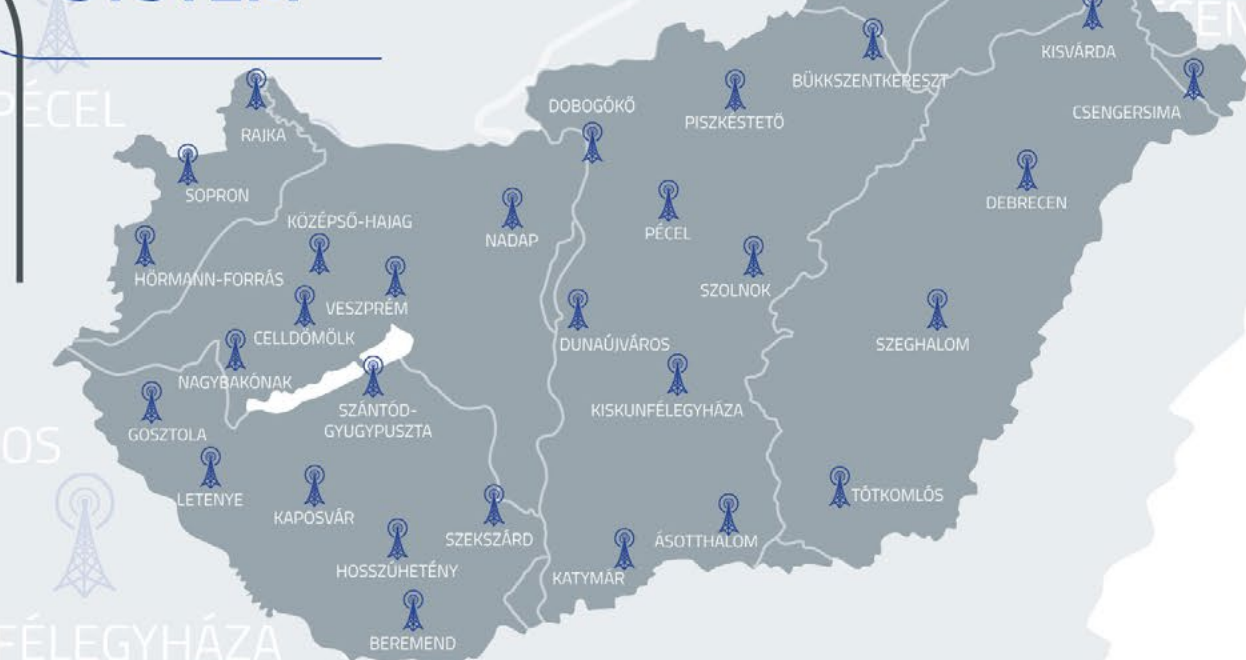 SYSTEM
PÉCEL
KISVÁRDA
BÜKKSZENTKERESZT
CSENGERSIMA
DOBOGÓKŐ
PISZKÉSTETŐ
RAJKA
SOPRON
DEBRECEN
KÖZÉPSŐ-HAJAG
NADAP
PÉCEL
HÖRMANN-FORRÁS
SZOLNOK
VESZPRÉM
CELLDÖMÖLK
DUNAÚJVÁROS
SZEGHALOM
NAGYBAKÓNAK
SZÁNTÓD-
GYUGYPUSZTA
KISKUNFÉLEGYHÁZA
GOSZTOLA
OS
LETENYE
TÓTKOMLÓS
KAPOSVÁR
SZEKSZÁRD
ÁSOTTHALOM
HOSSZÚHETÉNY
KATYMÁR
FÉLEGYHÁZA
BEREMEND